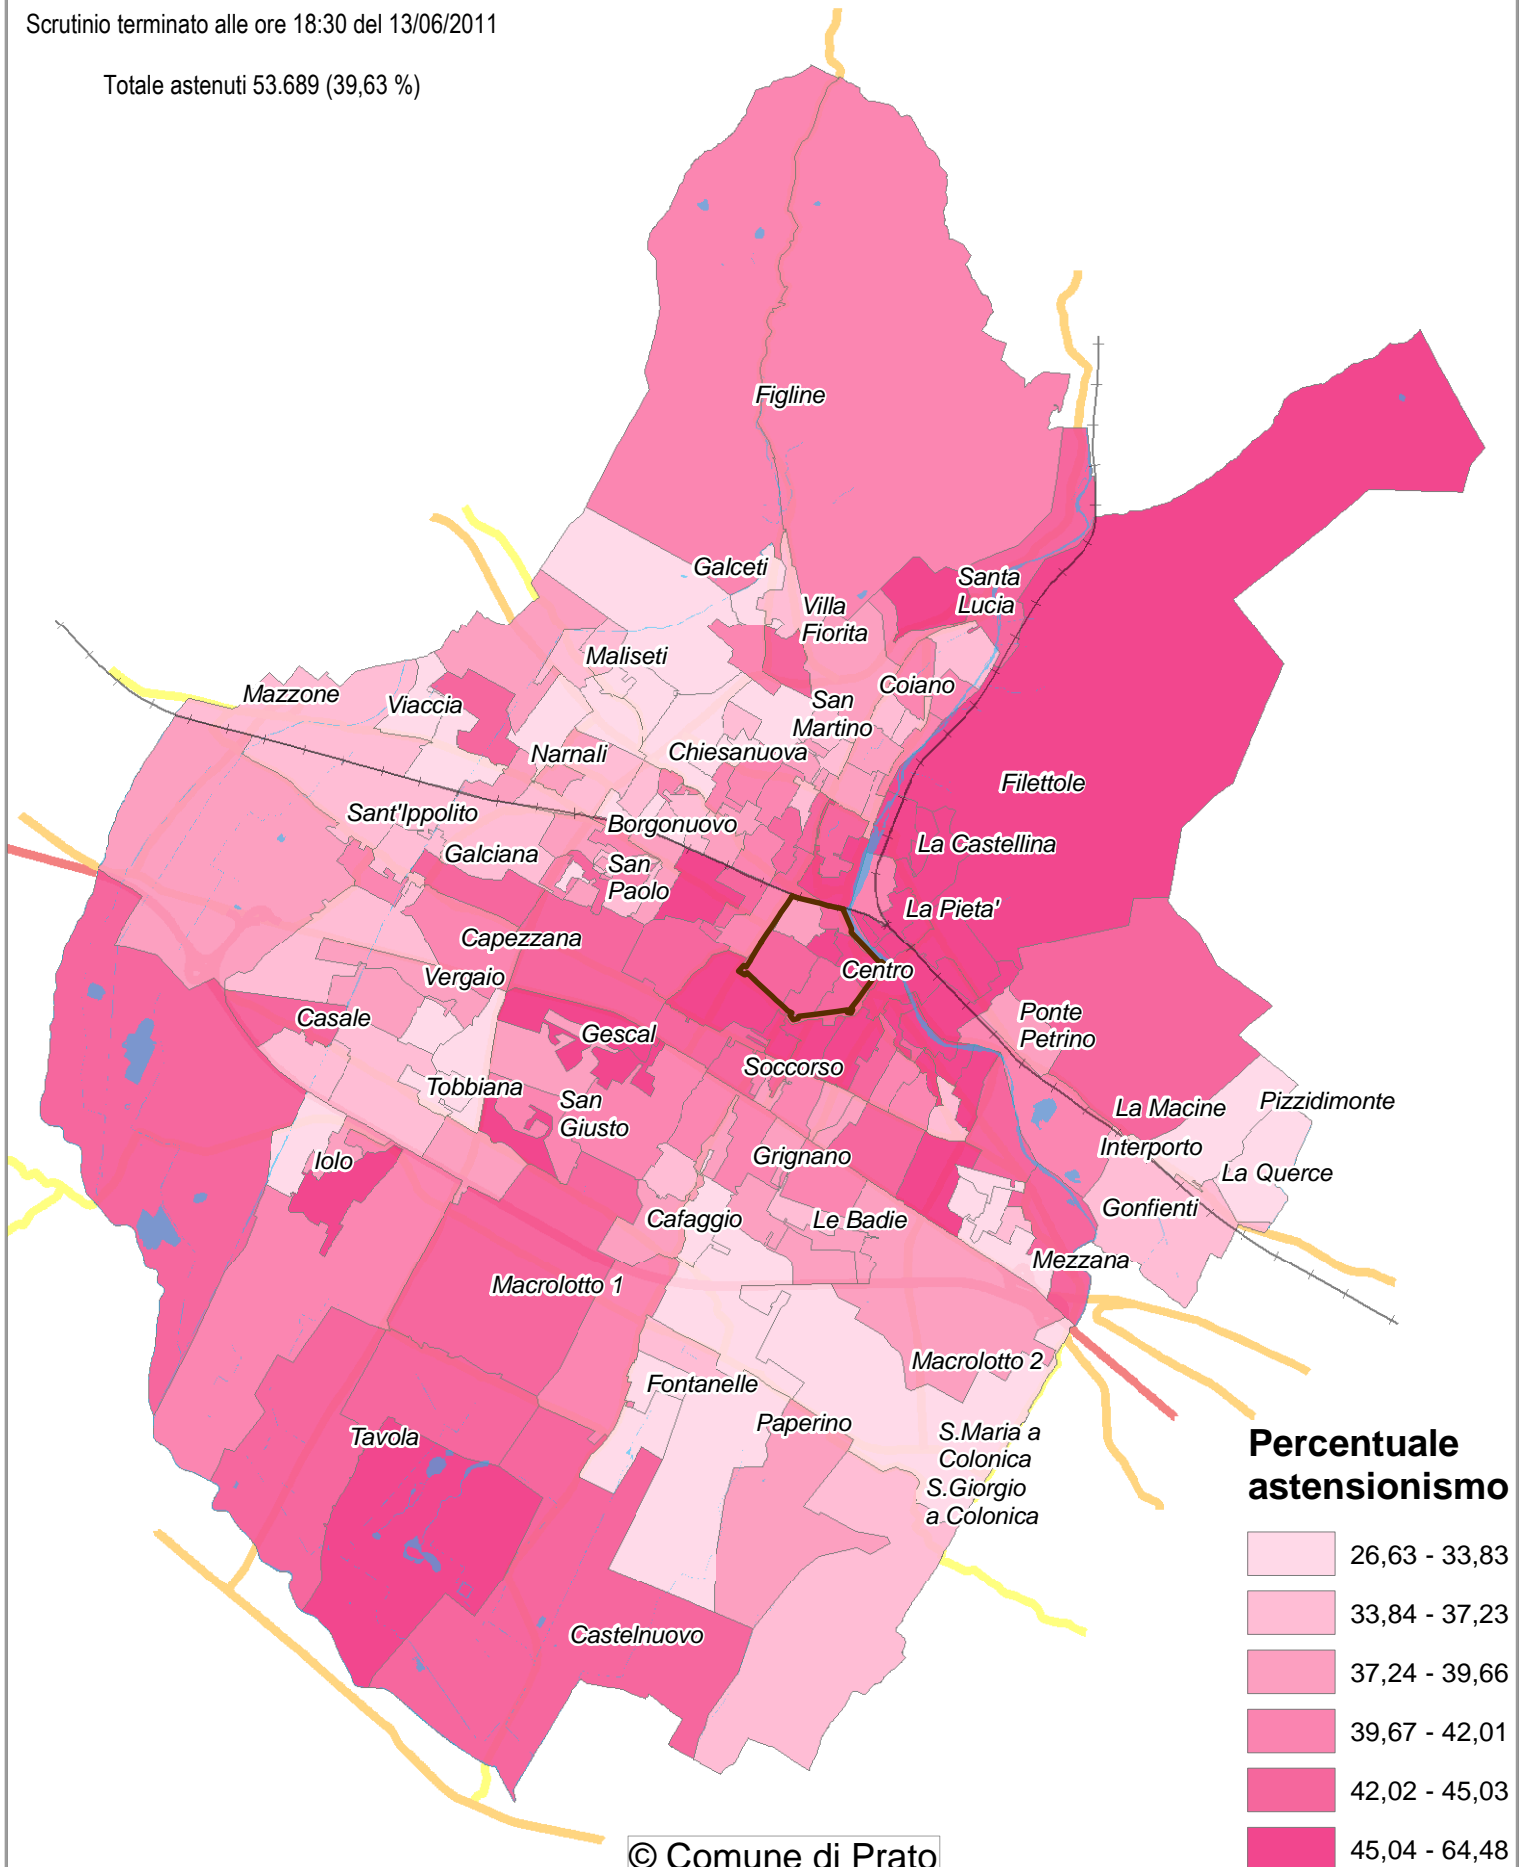 Scrutinio terminato alle ore 18:30 del 13/06/2011
Totale astenuti 53.689 (39,63 %)
Figline
Galceti
Santa
Lucia
Villa
Fiorita
Maliseti
Coiano
Mazzone
Viaccia
San
Martino
Narnali
Chiesanuova
Filettole
Sant'Ippolito
Borgonuovo
La Castellina
Galciana
San
Paolo
La Pieta'
Capezzana
Centro
Vergaio
Casale
Ponte
Petrino
Gescal
Soccorso
Tobbiana
San
Giusto
La Macine
Pizzidimonte
Interporto
Iolo
Grignano
La Querce
Gonfienti
Cafaggio
Le Badie
Mezzana
Macrolotto 1
Macrolotto 2
Fontanelle
Paperino
Tavola
S.Maria a
Colonica
S.Giorgio
a Colonica
Castelnuovo
Percentuale
astensionismo
26,63 - 33,83
33,84 - 37,23
37,24 - 39,66
39,67 - 42,01
42,02 - 45,03
45,04 - 64,48
© Comune di Prato